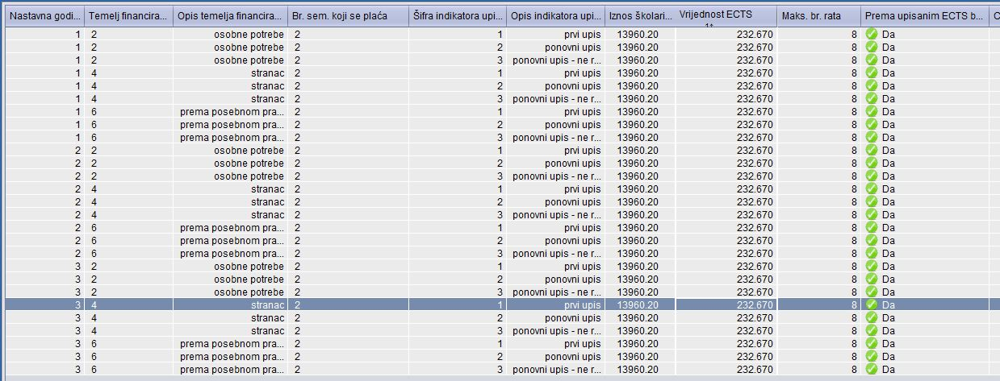 Nastavna godi... Temelj financira... Opis temelja financira... Br. sem. koji se plaća Šifra indikatora upi... Opis indikatora upi... Iznos školari... Vrijednost ECTS Maks. br. rata Prema upisanim ECTS b...
1 2 osobne potrebe 2 1 prvi upis 13960.20 232.670 8 Da
1 2 osobne potrebe 2 2 ponovni upis 13960.20 232.670 8 Da
1 2 osobne potrebe 2 3 ponovni upis - ne r... 13960.20 232.670 8 Da
1 4 stranac 2 1 prvi upis 13960.20 232.670 8 Da
1 4 stranac 2 2 ponovni upis 13960.20 232.670 8 Da
1 4 stranac 2 3 ponovni upis - ne r... 13960.20 232.670 8 Da
1 6 prema posebnom pra... 2 1 prvi upis 13960.20 232.670 8 Da
1 6 prema posebnom pra... 2 2 ponovni upis 13960.20 232.670 8 Da
1 6 prema posebnom pra... 2 3 ponovni upis - ne r... 13960.20 232.670 8 Da
2 2 osobne potrebe 2 1 prvi upis 13960.20 232.670 8 Da
2 2 osobne potrebe 2 2 ponovni upis 13960.20 232.670 8 Da
2 2 osobne potrebe 2 3 ponovni upis - ne r... 13960.20 232.670 8 Da
2 4 stranac 2 1 prvi upis 13960.20 232.670 8 Da
2 4 stranac 2 2 ponovni upis 13960.20 232.670 8 Da
2 4 stranac 2 3 ponovni upis - ne r... 13960.20 232.670 8 Da
2 6 prema posebnom pra... 2 1 prvi upis 13960.20 232.670 8 Da
2 6 prema posebnom pra... 2 2 ponovni upis 13960.20 232.670 8 Da
2 6 prema posebnom pra... 2 3 ponovni upis - ne r... 13960.20 232.670 8 Da
3 2 osobne potrebe 2 1 prvi upis 13960.20 232.670 8 Da
3 2 osobne potrebe 2 2 ponovni upis 13960.20 232.670 8 Da
3 2 osobne potrebe 2 3 ponovni upis - ne r... 13960.20 232.670 8 Da
3 4 stranac 2 1 prvi upis 13960.20 232.670 8 Da
3 4 stranac 2 2 ponovni upis 13960.20 232.670 8 Da
3 4 stranac 2 3 ponovni upis - ne r... 13960.20 232.670 8 Da
3 6 prema posebnom pra... 2 1 prvi upis 13960.20 232.670 8 Da
3 6 prema posebnom pra... 2 2 ponovni upis 13960.20 232.670 8 Da
3 6 prema posebnom pra... 2 3 ponovni upis - ne r... 13960.20 232.670 8 Da